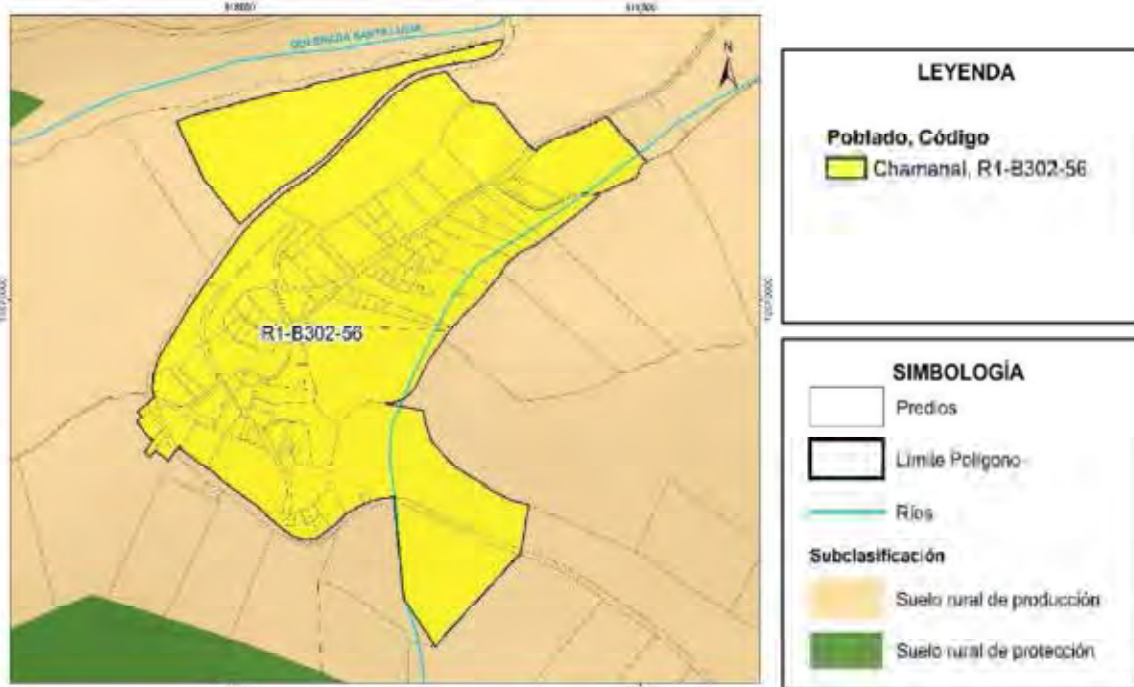 QUEBRADA SANTA LUCIA
N
R1-B302-56
LEYENDA
Poblado, Código
Chamanal, R1-B302-56
SIMBOLOGÍA
Predios
Límite Polígono
Ríos
Subclasificación
Suelo rural de producción
Suelo rural de protección